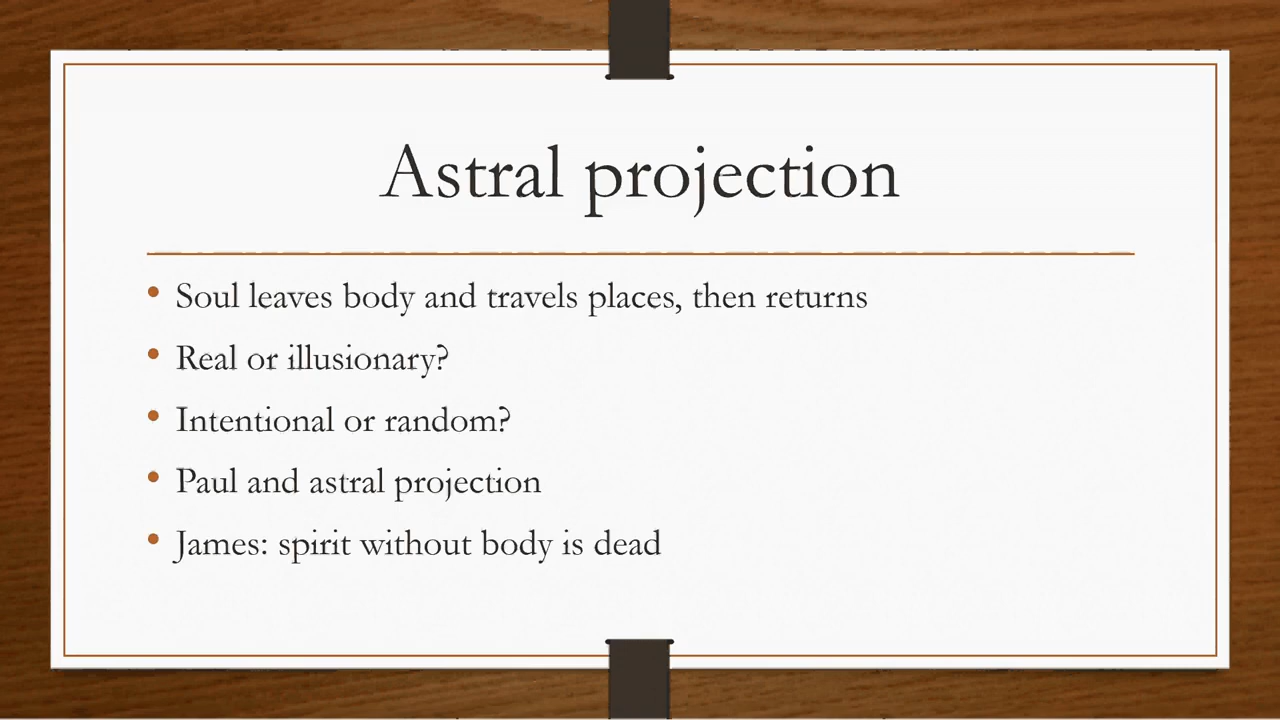 Astral projection
• Soul leaves body and travels places, then returns
• Real or illusionary?
• Intentional or random?
• Paul and astral projection
• James: spirit without body is dead